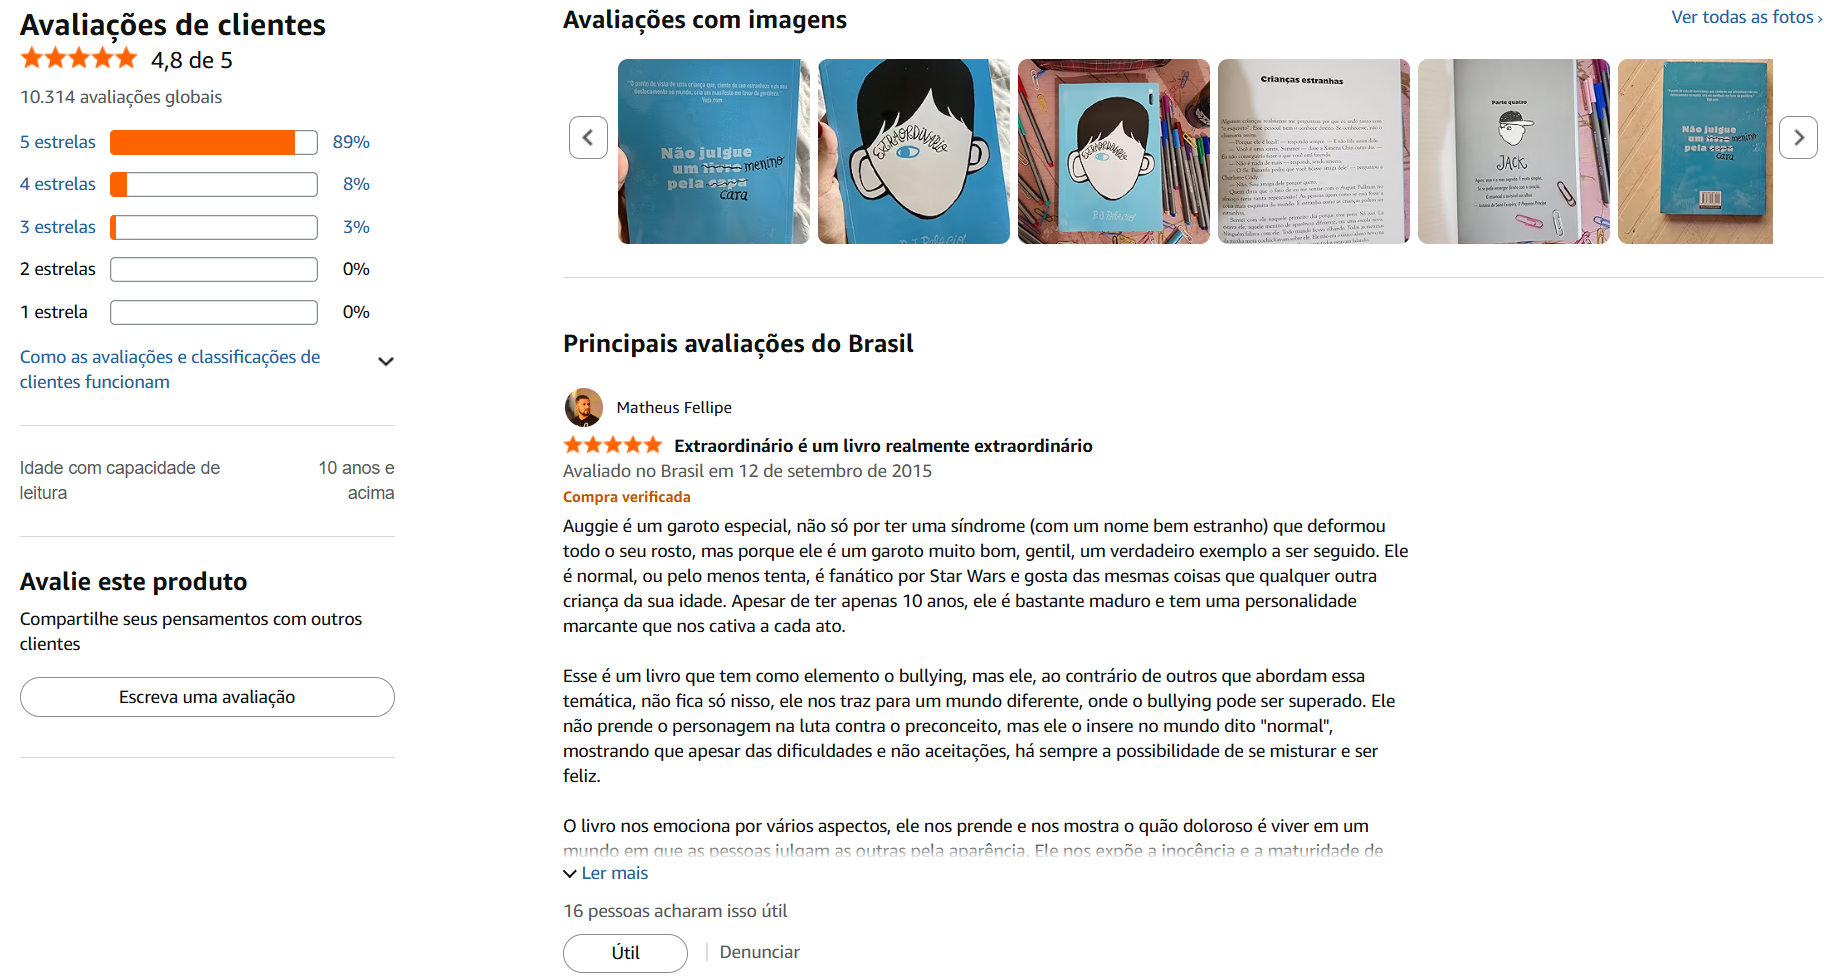 Avaliações de clientes
4,8 de 5
10.314 avaliações globais
5 estrelas 89%
4 estrelas 8%
3 estrelas 3%
2 estrelas 0%
1 estrela 0%
Como as avaliações e classificações de
clientes funcionam
Idade com capacidade de
leitura
10 anos e
acima
Avalie este produto
Compartilhe seus pensamentos com outros
clientes
Escreva uma avaliação
Avaliações com imagens
Ver todas as fotos ›
Não julgue
um livro menino
pela capa
cara
EXTRAORDINÁRIO
R. J. Palacio
EXTRAORDINÁRIO
R. J. Palacio
Crianças estranhas
Parte quatro
JACK
Não julgue
um livro menino
pela capa
cara
Principais avaliações do Brasil
Matheus Fellipe
Extraordinário é um livro realmente extraordinário
Avaliado no Brasil em 12 de setembro de 2015
Compra verificada
Auggie é um garoto especial, não só por ter uma síndrome (com um nome bem estranho) que deformou
todo o seu rosto, mas porque ele é um garoto muito bom, gentil, um verdadeiro exemplo a ser seguido. Ele
é normal, ou pelo menos tenta, é fanático por Star Wars e gosta das mesmas coisas que qualquer outra
criança da sua idade. Apesar de ter apenas 10 anos, ele é bastante maduro e tem uma personalidade
marcante que nos cativa a cada ato.
Esse é um livro que tem como elemento o bullying, mas ele, ao contrário de outros que abordam essa
temática, não fica só nisso, ele nos traz para um mundo diferente, onde o bullying pode ser superado. Ele
não prende o personagem na luta contra o preconceito, mas ele o insere no mundo dito "normal",
mostrando que apesar das dificuldades e não aceitações, há sempre a possibilidade de se misturar e ser
feliz.
O livro nos emociona por vários aspectos, ele nos prende e nos mostra o quão doloroso é viver em um
mundo em que as pessoas julgam as outras pela aparência. Ele nos expõe a inocência e a maturidade de
Ler mais
16 pessoas acharam isso útil
Útil
Denunciar